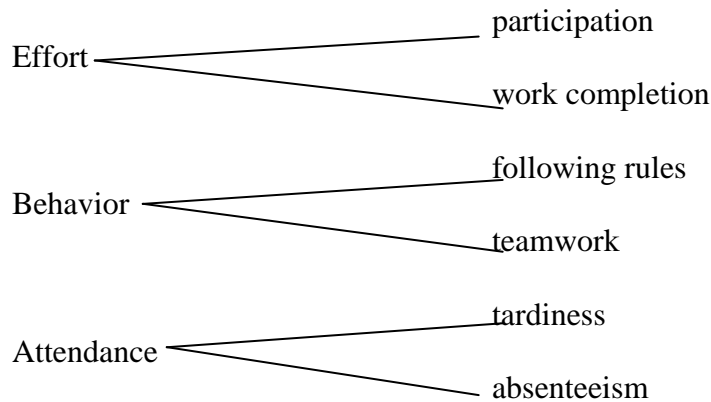 participation
Effort
work completion
following rules
Behavior
teamwork
tardiness
Attendance
absenteeism